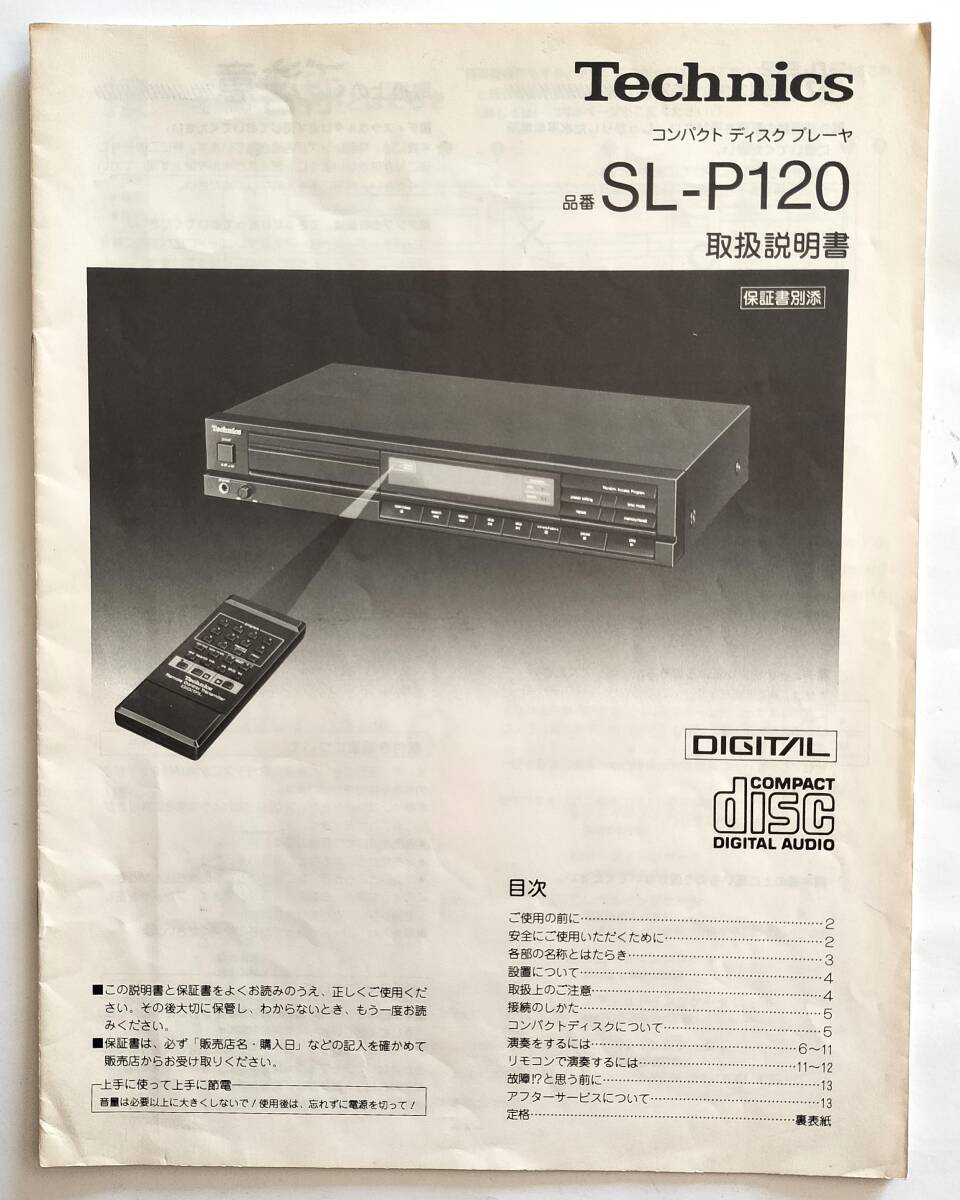 Technics
コンパクト ディスク プレーヤ
品番 SL-P120
取扱説明書
保証書別添
Technics
Random Access Program
Technics
Remote Control Transmitter
DIGITAL
COMPACT
disc
DIGITAL AUDIO
目次
ご使用の前に……………………………………………2
安全にご使用いただくために…………………………2
各部の名称とはたらき…………………………………3
設置について……………………………………………4
取扱上のご注意…………………………………………4
接続のしかた……………………………………………5
コンパクトディスクについて…………………………5
演奏をするには……………………………………6〜11
リモコンで演奏するには………………………11〜12
故障!?と思う前に………………………………………13
アフターサービスについて……………………………13
定格………………………………………………裏表紙
■この説明書と保証書をよくお読みのうえ、正しくご使用くだ
さい。その後大切に保管し、わからないとき、もう一度お読
みください。
■保証書は、必ず「販売店名・購入日」などの記入を確かめて
販売店からお受け取りください。
上手に使って上手に節電
音量は必要以上に大きくしないで!使用後は、忘れずに電源を切って!